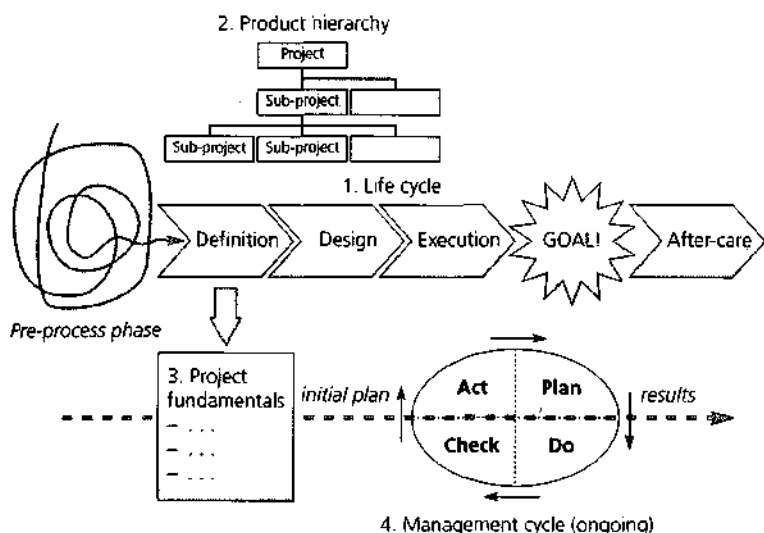 2. Product hierarchy
Project
Sub-project
Sub-project Sub-project
1. Life cycle
Definition Design Execution GOAL! After-care
Pre-process phase
3. Project
fundamentals
– ...
– ...
– ...
initial plan
Act Plan
Check Do
results
4. Management cycle (ongoing)